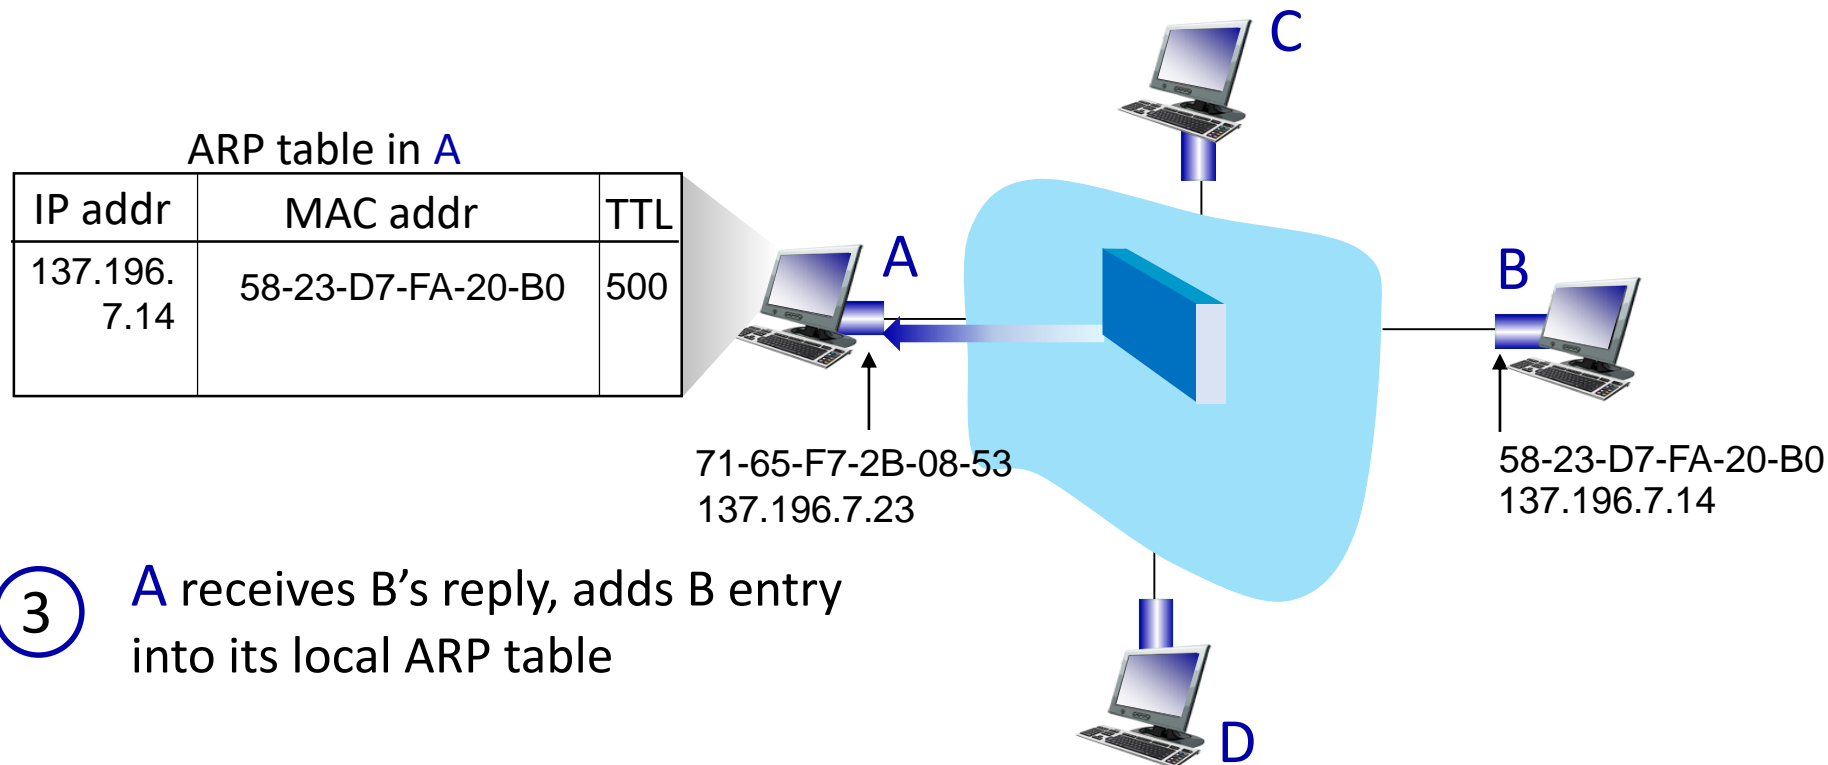 C
ARP table in A
IP addr MAC addr TTL
137.196.
7.14
58-23-D7-FA-20-B0 500
A
B
71-65-F7-2B-08-53
137.196.7.23
58-23-D7-FA-20-B0
137.196.7.14
3
A receives B’s reply, adds B entry
into its local ARP table
D